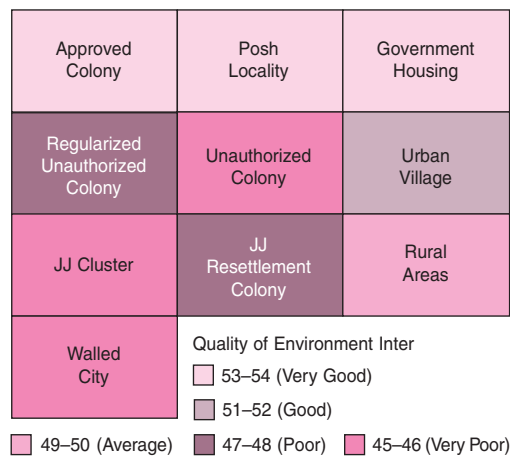 Approved
Colony
Posh
Locality
Government
Housing
Regularized
Unauthorized
Colony
Unauthorized
Colony
Urban
Village
JJ Cluster
JJ
Resettlement
Colony
Rural
Areas
Walled
City
Quality of Environment Inter
53–54 (Very Good)
51–52 (Good)
49–50 (Average)
47–48 (Poor)
45–46 (Very Poor)